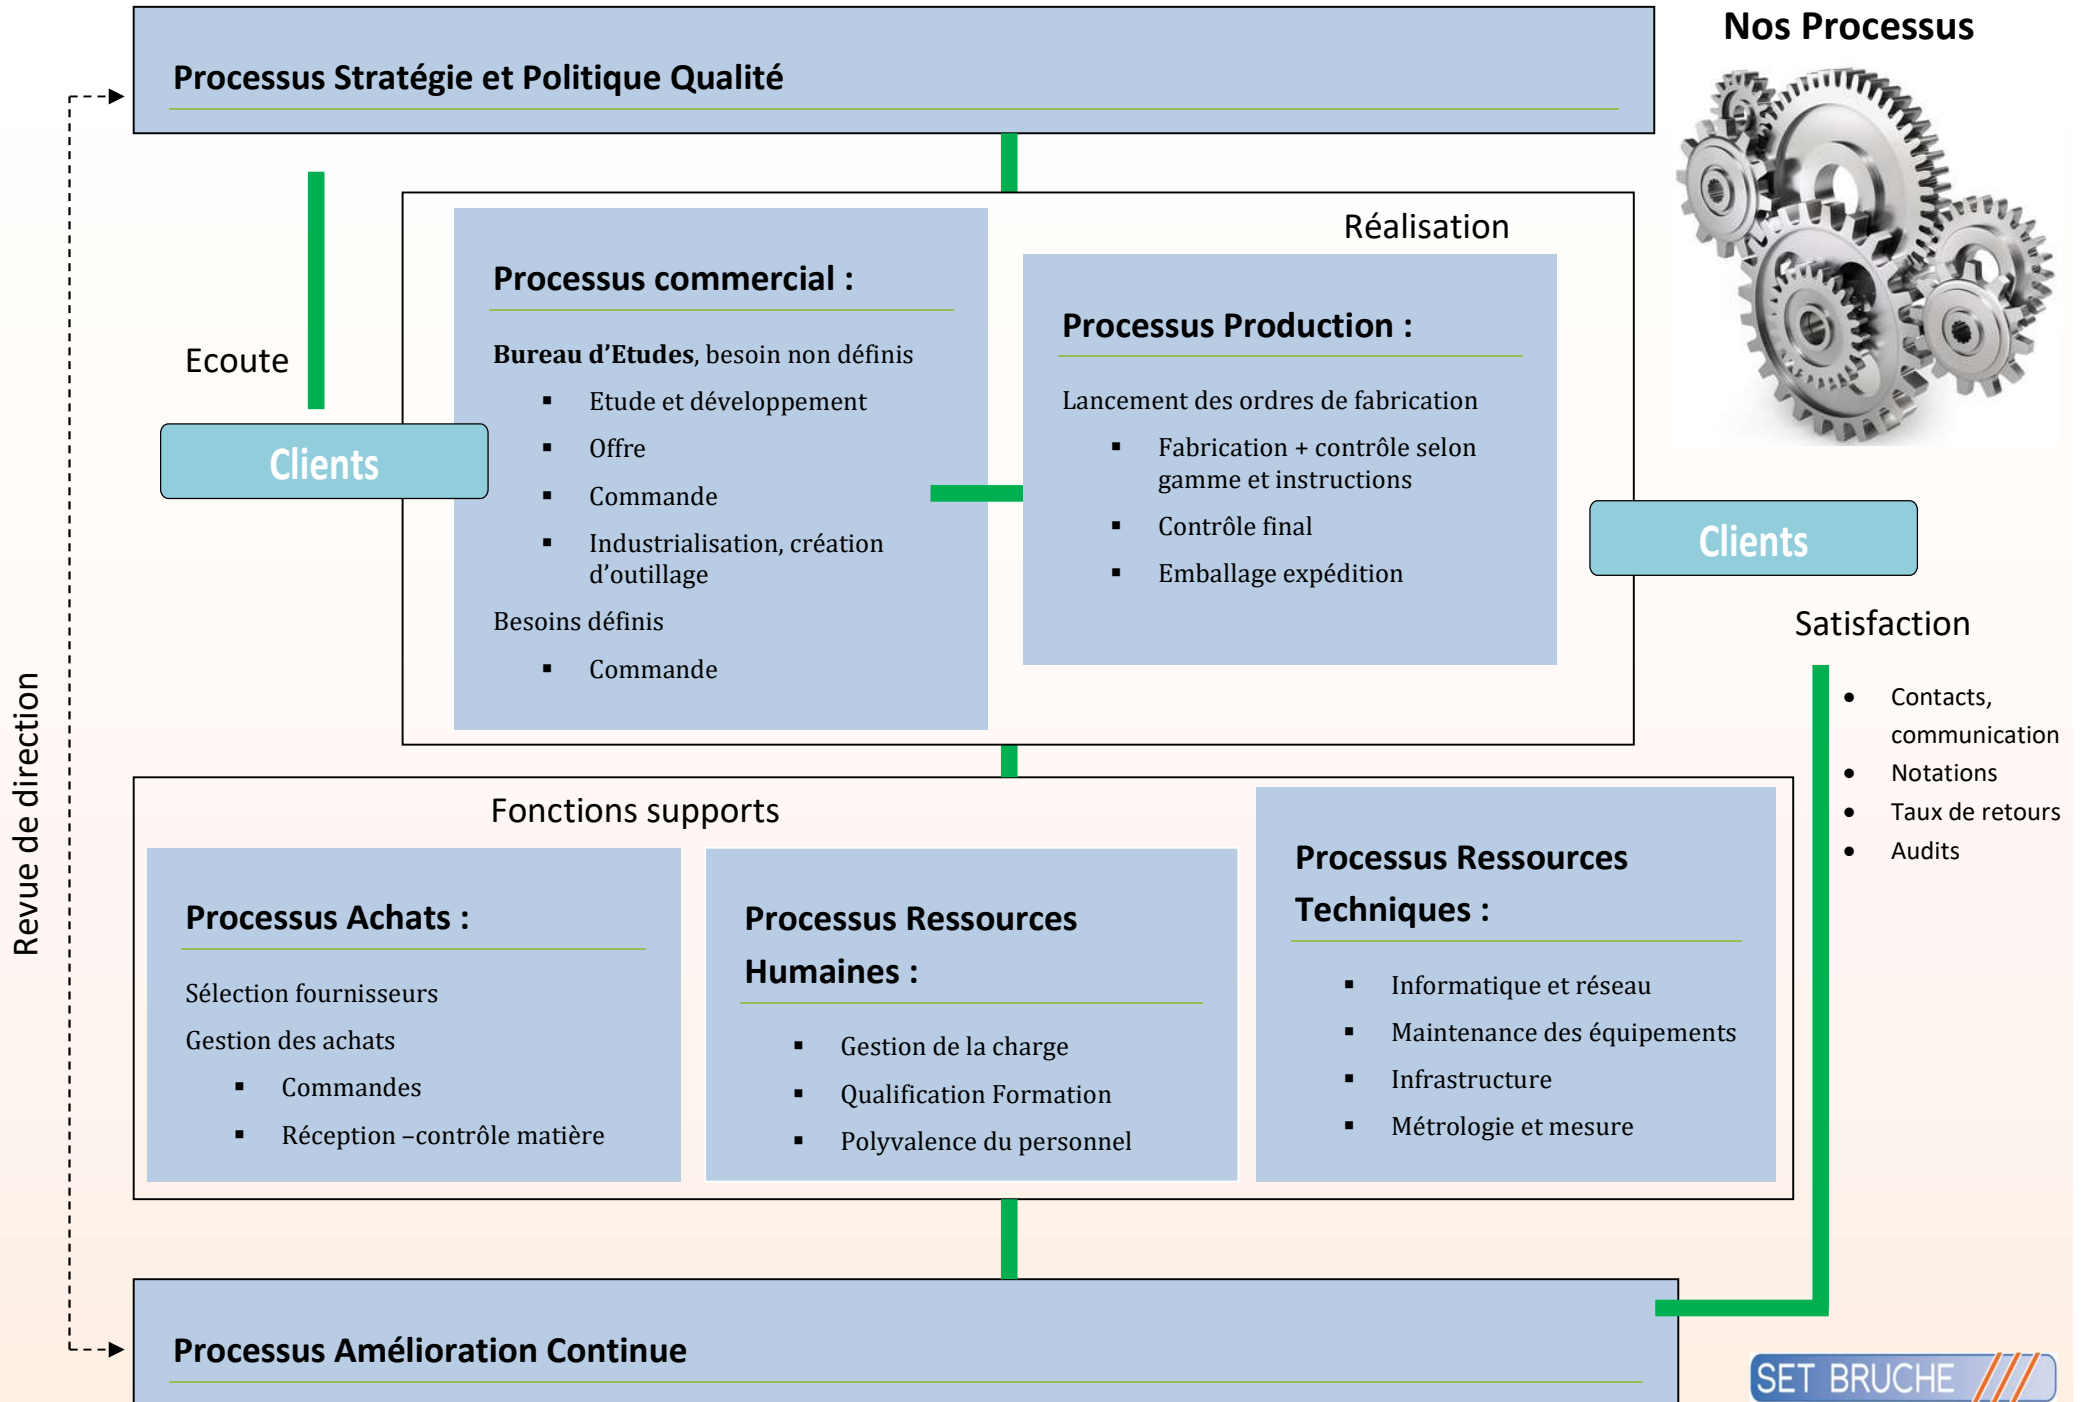 Nos Processus
Processus Stratégie et Politique Qualité
Réalisation
Ecoute
Clients
Processus commercial :
Bureau d’Etudes, besoin non définis
▪ Etude et développement
▪ Offre
▪ Commande
▪ Industrialisation, création
d’outillage
Besoins définis
▪ Commande
Processus Production :
Lancement des ordres de fabrication
▪ Fabrication + contrôle selon
gamme et instructions
▪ Contrôle final
▪ Emballage expédition
Clients
Satisfaction
• Contacts,
communication
• Notations
• Taux de retours
• Audits
Revue de direction
Fonctions supports
Processus Achats :
Sélection fournisseurs
Gestion des achats
▪ Commandes
▪ Réception –contrôle matière
Processus Ressources
Humaines :
▪ Gestion de la charge
▪ Qualification Formation
▪ Polyvalence du personnel
Processus Ressources
Techniques :
▪ Informatique et réseau
▪ Maintenance des équipements
▪ Infrastructure
▪ Métrologie et mesure
Processus Amélioration Continue
SET BRUCHE